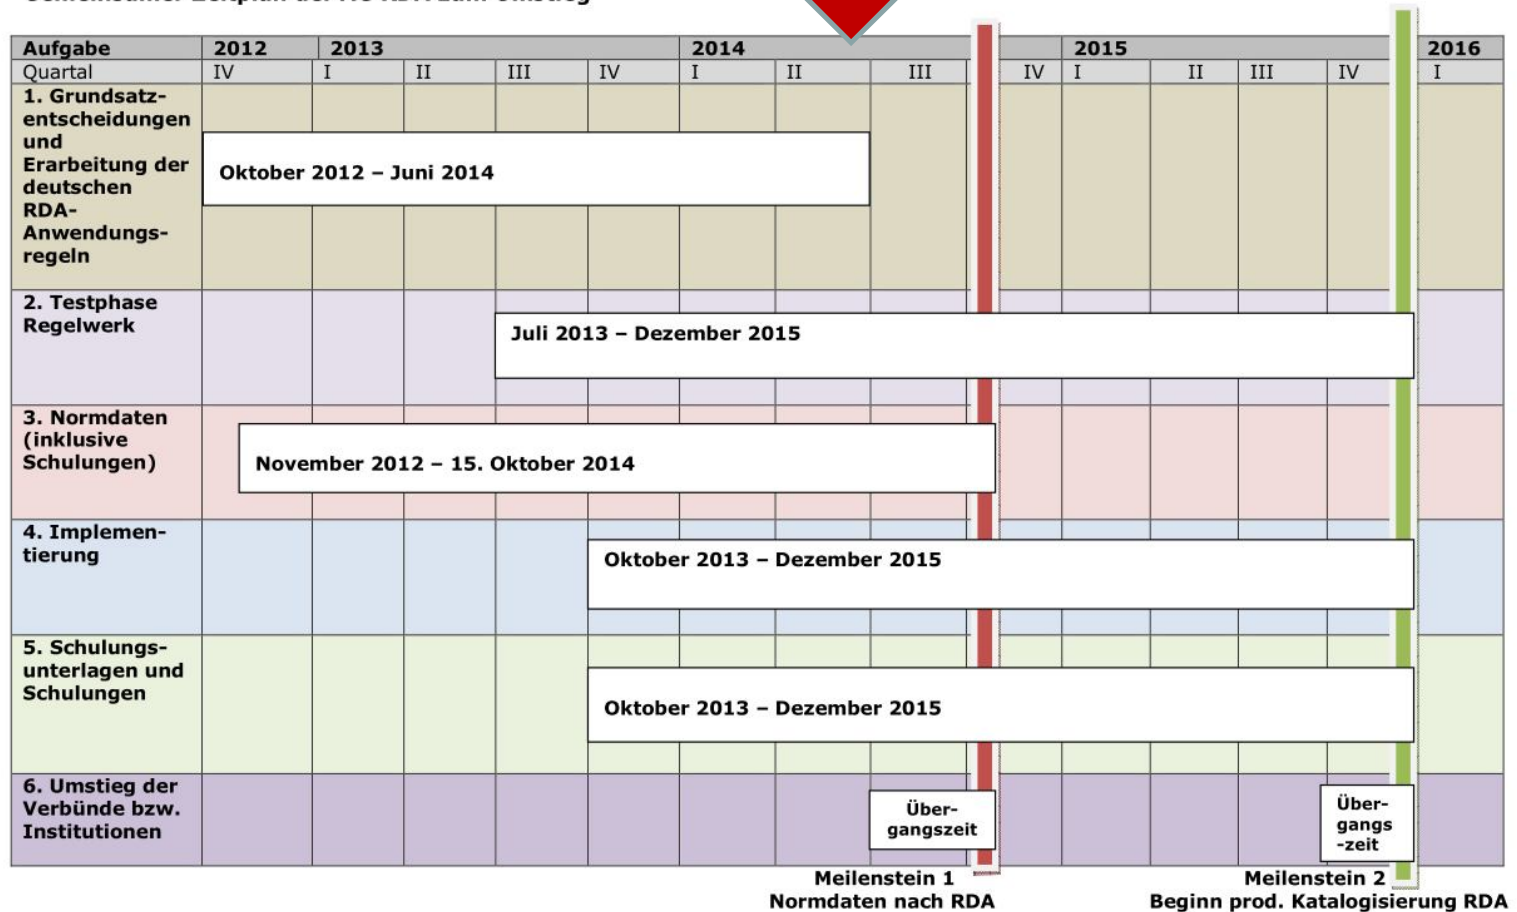 Aufgabe 2012 2013 2014 2015 2016
Quartal IV I II III IV I II III IV I II III IV I
1. Grundsatz-
entscheidungen
und
Erarbeitung der
deutschen
RDA-
Anwendungs-
regeln
Oktober 2012 – Juni 2014
2. Testphase
Regelwerk
Juli 2013 – Dezember 2015
3. Normdaten
(inklusive
Schulungen)
November 2012 – 15. Oktober 2014
4. Implemen-
tierung
Oktober 2013 – Dezember 2015
5. Schulungs-
unterlagen und
Schulungen
Oktober 2013 – Dezember 2015
6. Umstieg der
Verbünde bzw.
Institutionen
Über-
gangszeit
Über-
gangs
-zeit
Meilenstein 1
Normdaten nach RDA
Meilenstein 2
Beginn prod. Katalogisierung RDA